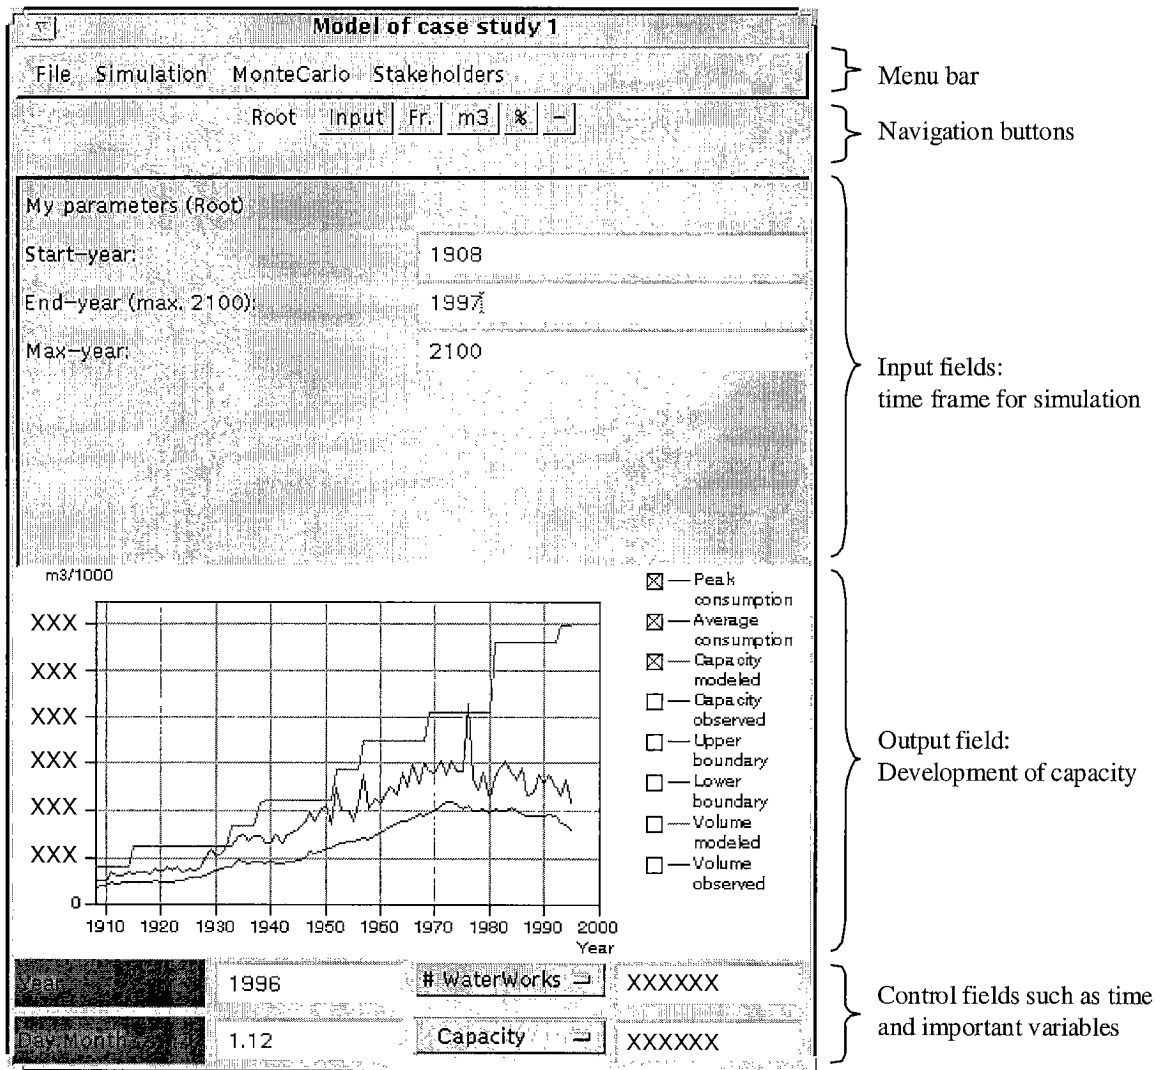 Model of case study 1
File Simulation MonteCarlo Stakeholders
Menu bar
Root Input Fr. m3 % −
Navigation buttons
My parameters (Root)
Start−year: 1908
End−year (max. 2100): 1997
Max−year: 2100
Input fields:
time frame for simulation
m3/1000
XXX
XXX
XXX
XXX
XXX
XXX
0
1910 1920 1930 1940 1950 1960 1970 1980 1990 2000
Year
Peak
consumption
Average
consumption
Capacity
modeled
Capacity
observed
Upper
boundary
Lower
boundary
Volume
modeled
Volume
observed
Output field:
Development of capacity
Year 1996 # WaterWorks XXXXXX
Day Month 1.12 Capacity XXXXXX
Control fields such as time
and important variables